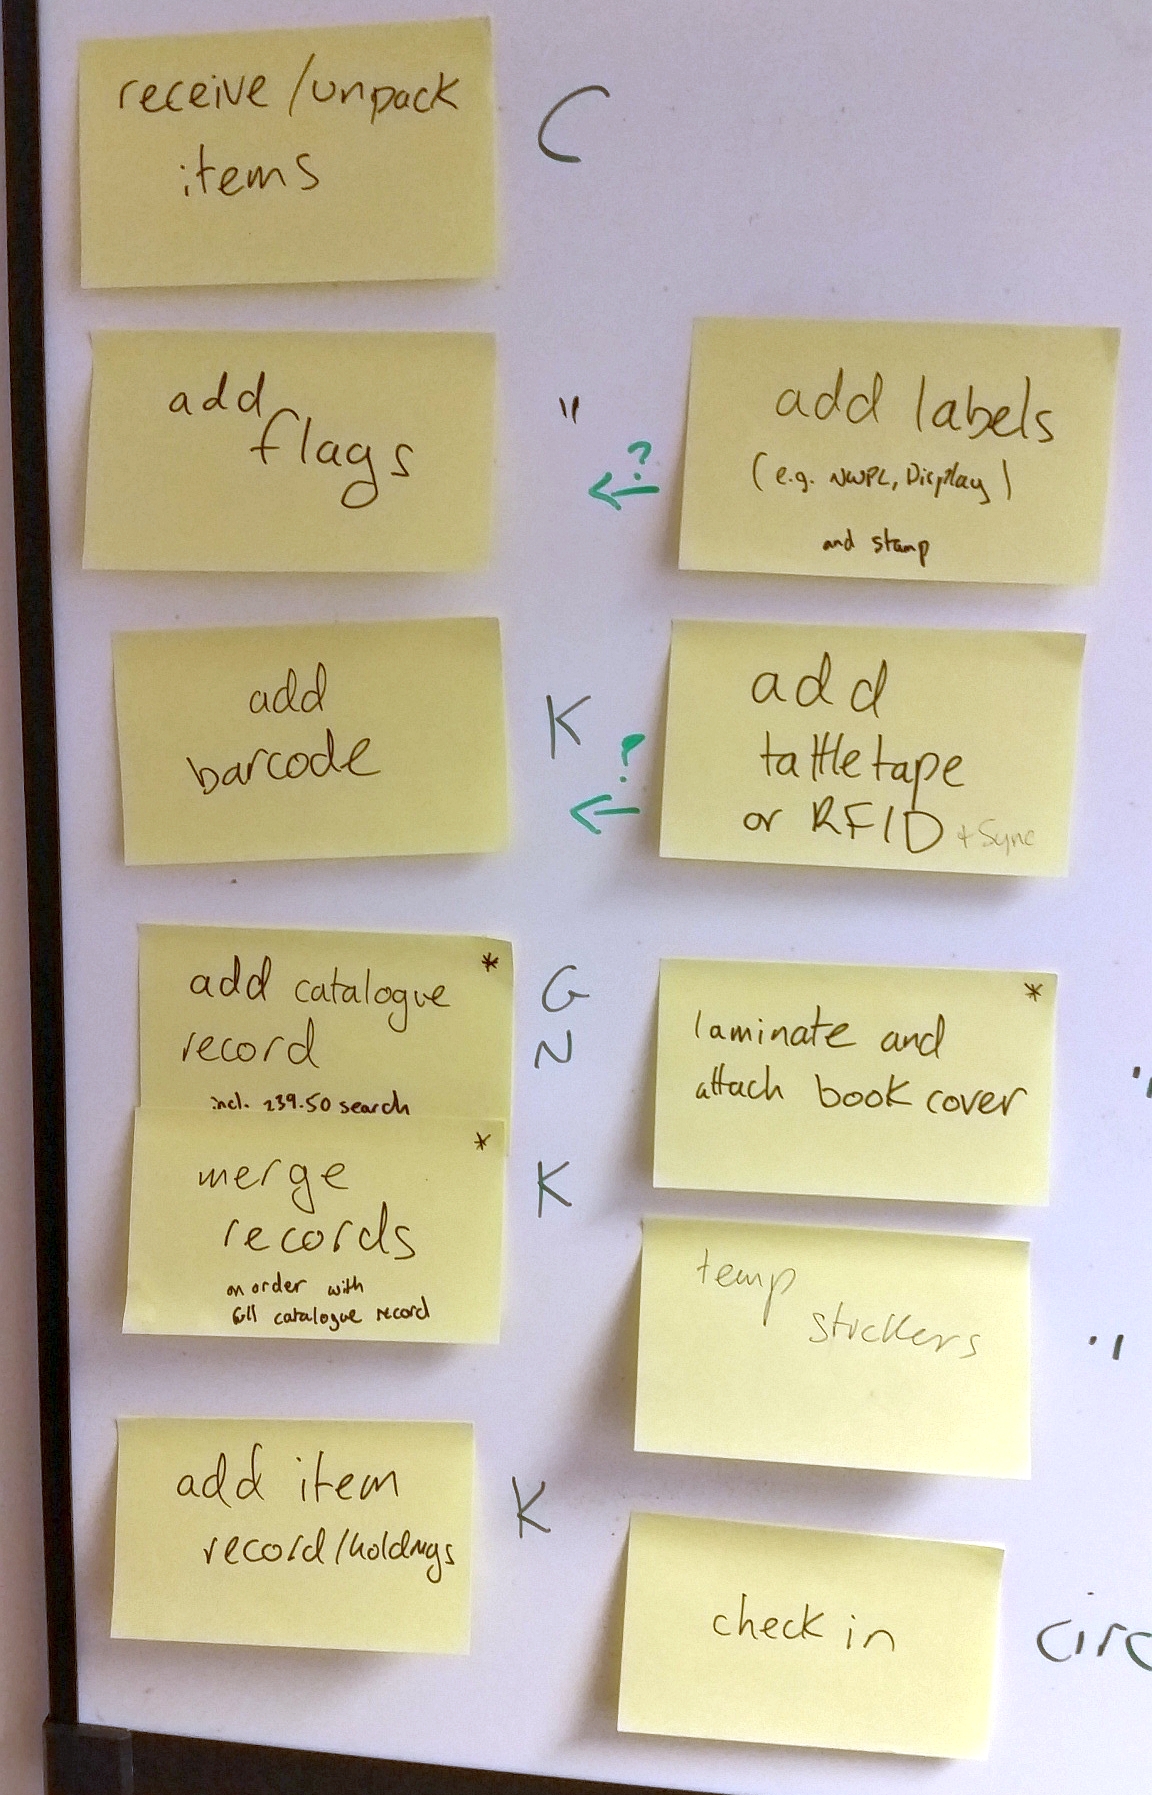 receive/unpack
items
C
add
flags
"
add barcode
K
add catalogue
record
incl. z39.50 search
*
G
N
merge
records
on order with
full catalogue record
*
K
add item
record/holdings
K
add labels
(e.g. NWPL, Display)
and stamp
?
←
add
tattletape
or RFID + Sync
?
←
laminate and
attach book cover
*
"
temp
stickers
"
check in
circ